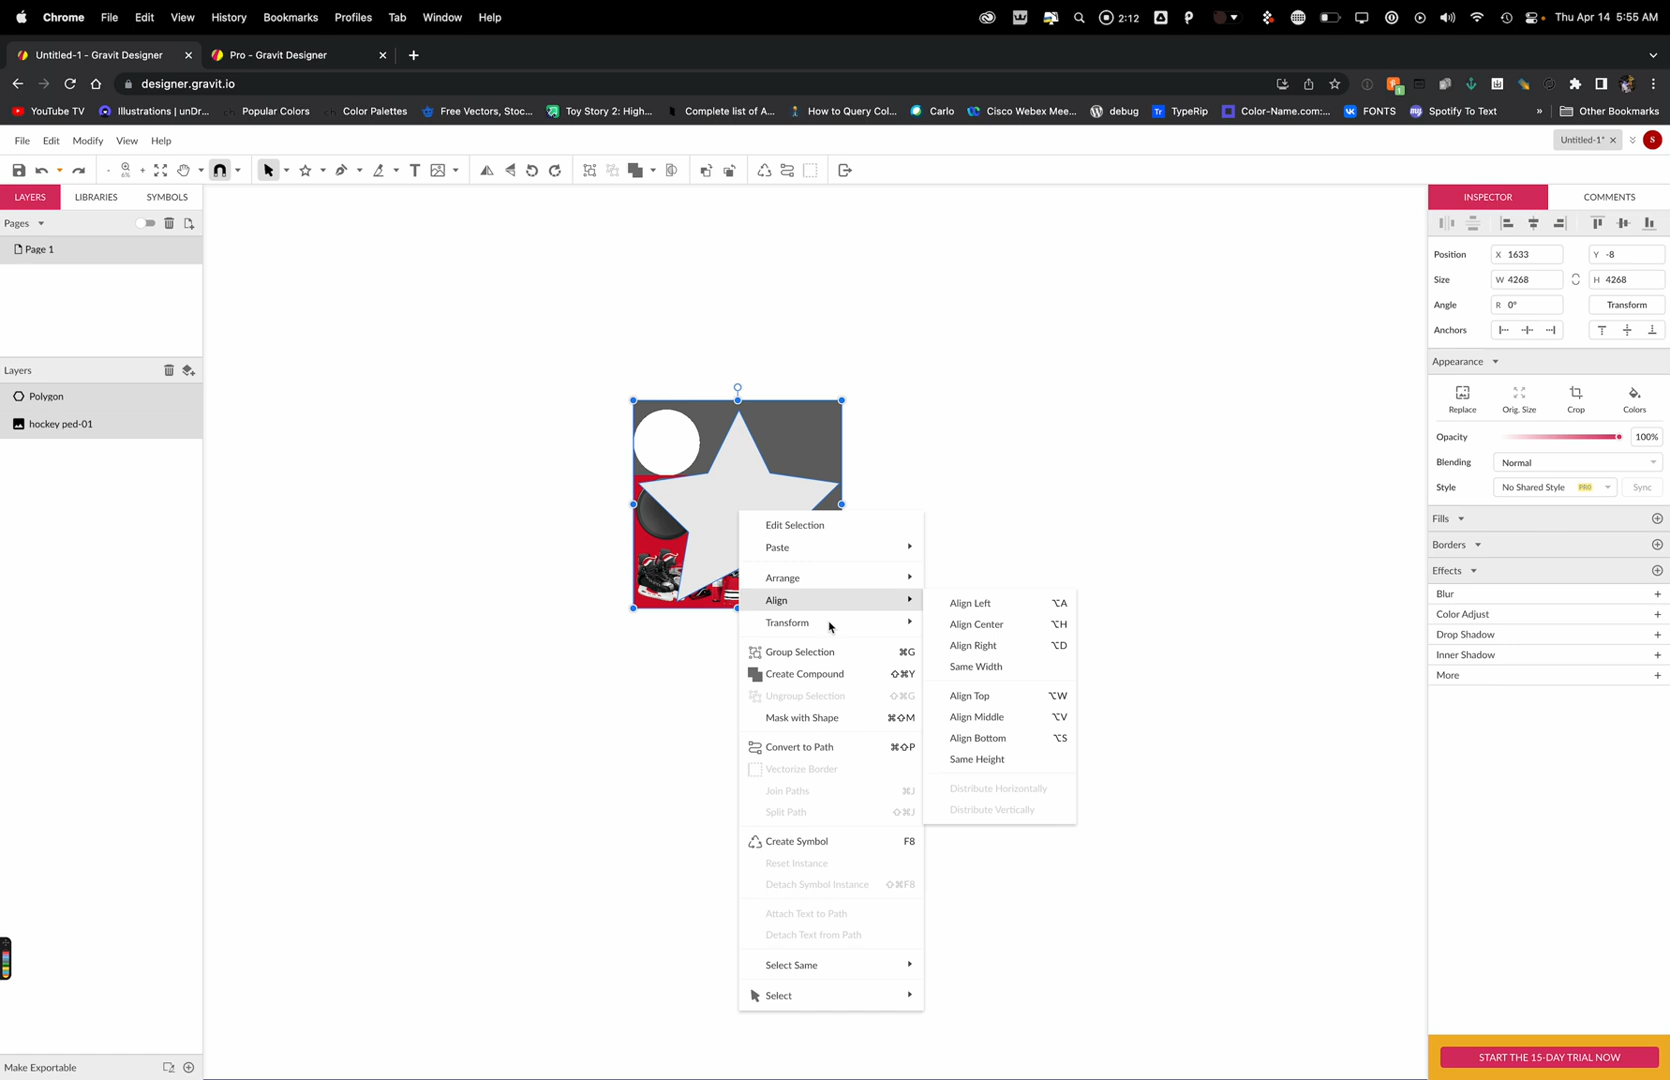 Chrome File Edit View History Bookmarks Profiles Tab Window Help 2:12 Thu Apr 14 5:55 AM
Untitled-1 - Gravit Designer Pro - Gravit Designer
designer.gravit.io
YouTube TV Illustrations | unDr... Popular Colors Color Palettes Free Vectors, Stoc... Toy Story 2: High... Complete list of A... How to Query Col... Carlo Cisco Webex Mee... debug TypeRip Color-Name.com:... FONTS Spotify To Text » Other Bookmarks
File Edit Modify View Help Untitled-1* S
6%
LAYERS LIBRARIES SYMBOLS INSPECTOR COMMENTS
Pages
Page 1
Position X 1633 Y -8
Size W 4268 H 4268
Angle R 0° Transform
Anchors
Layers
Appearance
Polygon
hockey ped-01
Replace Orig. Size Crop Colors
Opacity 100%
Blending Normal
Style No Shared Style PRO Sync
Fills
Borders
Effects
Blur
Color Adjust
Drop Shadow
Inner Shadow
More
Edit Selection
Paste
Arrange
Align
Transform
Group Selection ⌘G
Create Compound ⇧⌘Y
Ungroup Selection ⇧⌘G
Mask with Shape ⌘⇧M
Convert to Path ⌘⇧P
Vectorize Border
Join Paths ⌘J
Split Path ⇧⌘J
Create Symbol F8
Reset Instance
Detach Symbol Instance ⇧⌘F8
Attach Text to Path
Detach Text from Path
Select Same
Select
Align Left ⌥A
Align Center ⌥H
Align Right ⌥D
Same Width
Align Top ⌥W
Align Middle ⌥V
Align Bottom ⌥S
Same Height
Distribute Horizontally
Distribute Vertically
Make Exportable
START THE 15-DAY TRIAL NOW